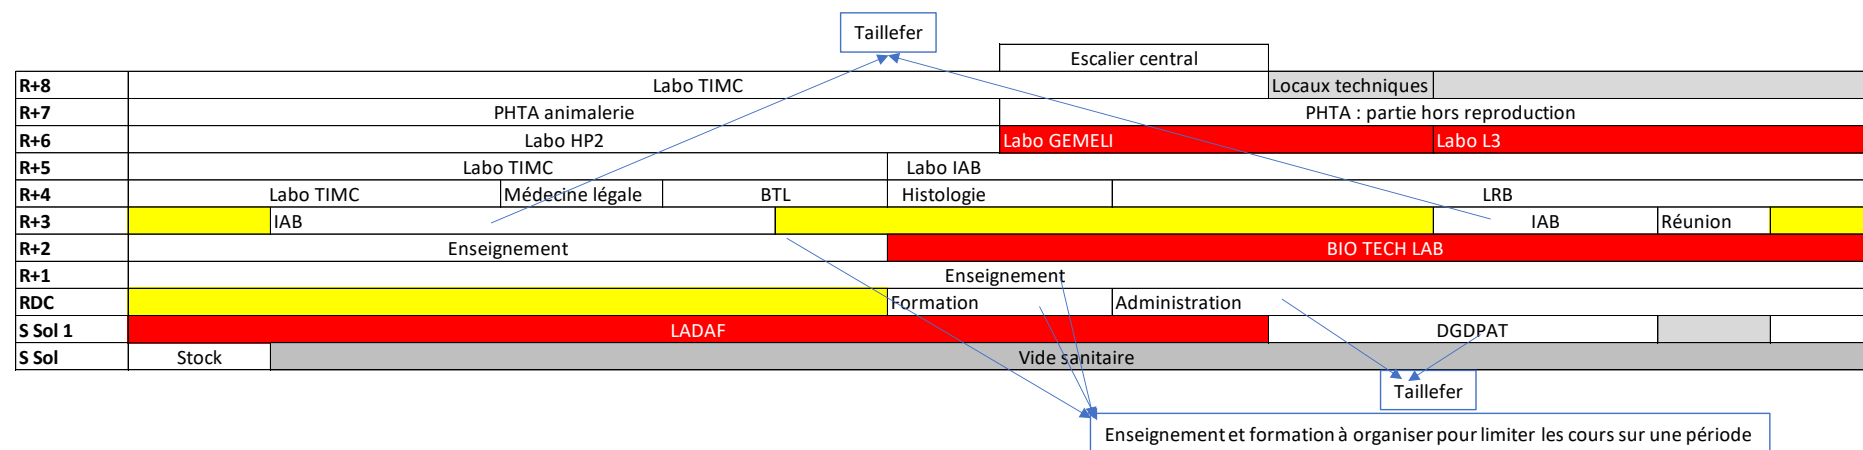 Taillefer
Escalier central
R+8 Labo TIMC Locaux techniques
R+7 PHTA animalerie PHTA : partie hors reproduction
R+6 Labo HP2 Labo GEMELI Labo L3
R+5 Labo TIMC Labo IAB
R+4 Labo TIMC Médecine légale BTL Histologie LRB
R+3 IAB IAB Réunion
R+2 Enseignement BIO TECH LAB
R+1 Enseignement
RDC Formation Administration
S Sol 1 LADAF DGDPAT
S Sol Stock Vide sanitaire
Taillefer
Enseignement et formation à organiser pour limiter les cours sur une période